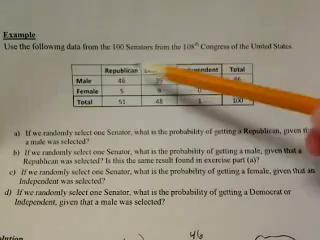 Example
Use the following data from the 100 Senators from the 108th Congress of the United States.
Republican Total
Male 46
Female 5 9 0
Total 51 48 1 100
a) If we randomly select one Senator, what is the probability of getting a Republican, given that
a male was selected?
b) If we randomly select one Senator, what is the probability of getting a male, given that a
Republican was selected? Is this the same result found in exercise part (a)?
c) If we randomly select one Senator, what is the probability of getting a female, given that an
Independent was selected?
d) If we randomly select one Senator, what is the probability of getting a Democrat or
Independent, given that a male was selected?
46